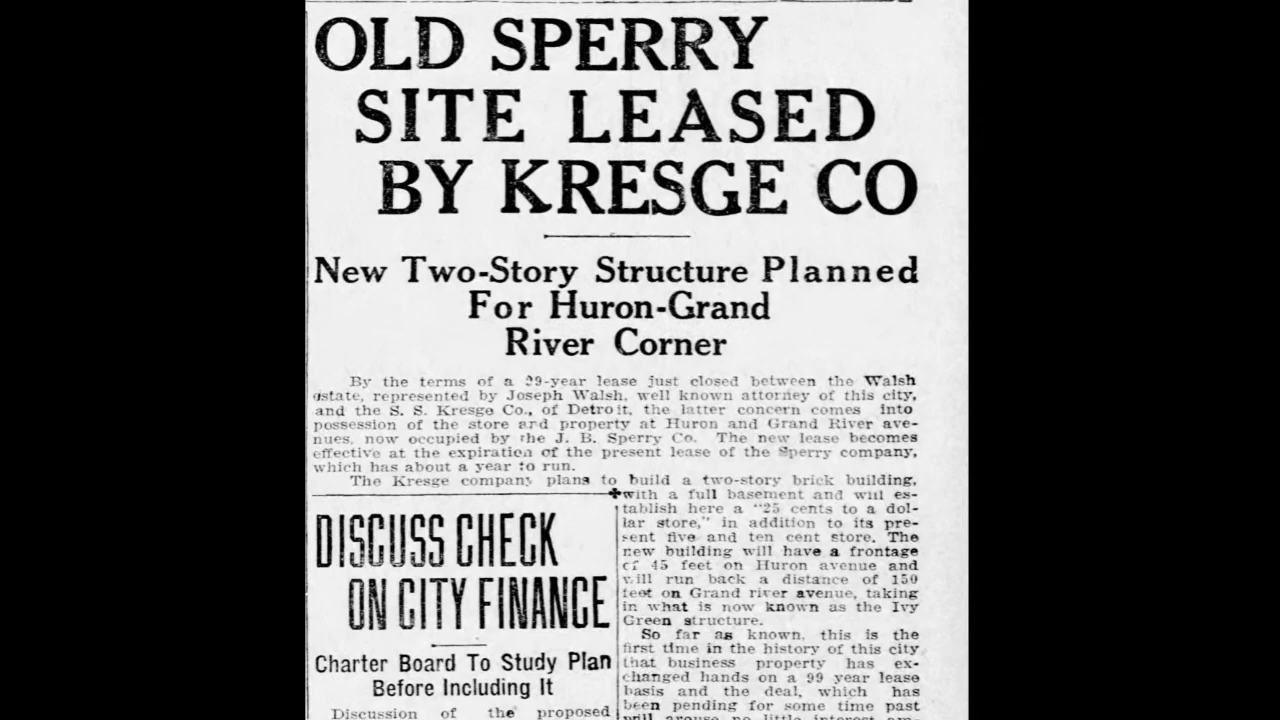 OLD SPERRY
SITE LEASED
BY KRESGE CO
New Two-Story Structure Planned
For Huron-Grand
River Corner
By the terms of a 99-year lease just closed between the Walsh
estate, represented by Joseph Walsh, well known attorney of this city,
and the S. S. Kresge Co., of Detroit, the latter concern comes into
possession of the store and property at Huron and Grand River ave-
nues, now occupied by the J. B. Sperry Co. The new lease becomes
effective at the expiration of the present lease of the Sperry company,
which has about a year to run.
The Kresge company plans to build a two-story brick building,
with a full basement and will es-
tablish here a "25 cents to a dol-
lar store," in addition to its pre-
sent five and ten cent store. The
new building will have a frontage
of 45 feet on Huron avenue and
will run back a distance of 150
feet on Grand river avenue, taking
in what is now known as the Ivy
Green structure.
So far as known, this is the
first time in the history of this city
that business property has ex-
changed hands on a 99 year lease
basis and the deal, which has
been pending for some time past
will arouse no little interest am-
DISCUSS CHECK
ON CITY FINANCE
Charter Board To Study Plan
Before Including It
Discussion of the proposed